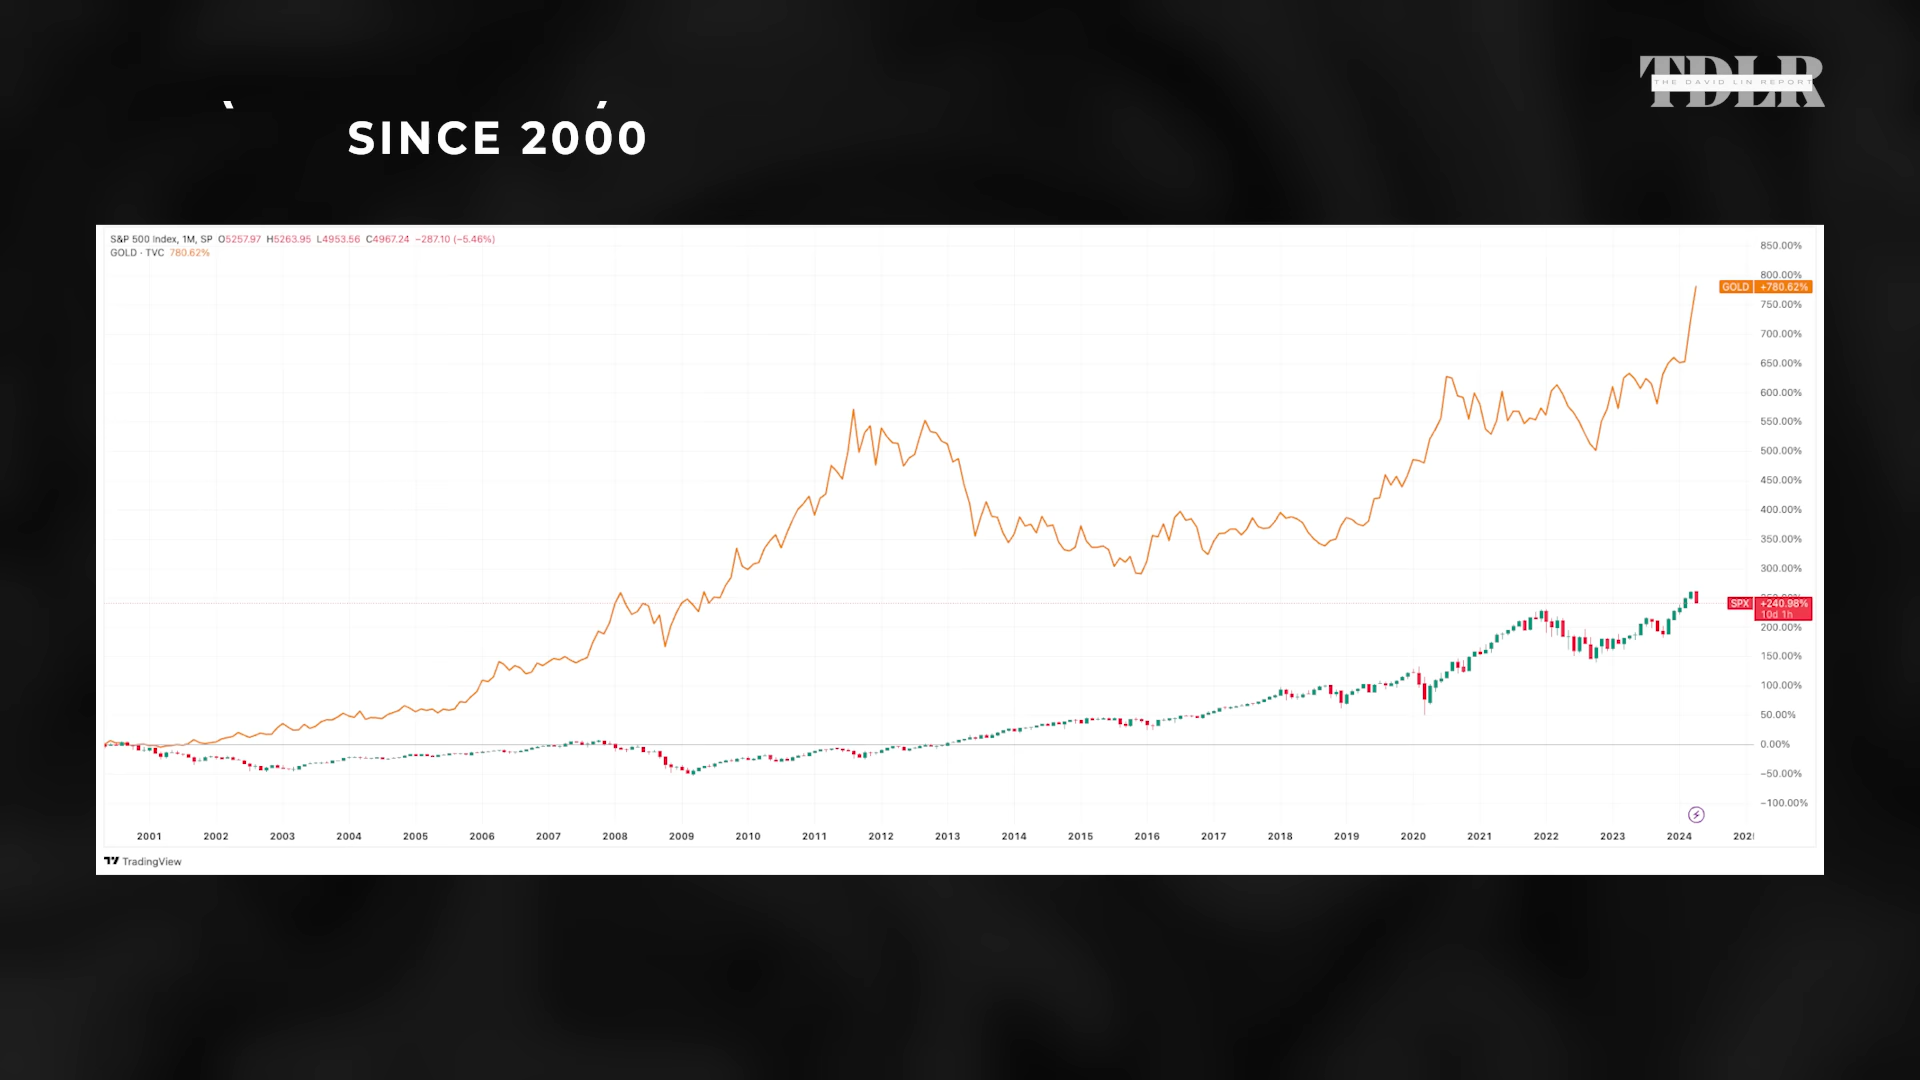 TDLR
THE DAVID LIN REPORT
SINCE 2000
S&P 500 Index, 1M, SP O5257.97 H5263.95 L4953.56 C4967.24 −287.10 (−5.46%)
GOLD · TVC 780.62%
850.00%
800.00%
GOLD +780.62%
750.00%
700.00%
650.00%
600.00%
550.00%
500.00%
450.00%
400.00%
350.00%
300.00%
SPX +240.98%
10d 1h
200.00%
150.00%
100.00%
50.00%
0.00%
−50.00%
−100.00%
2001 2002 2003 2004 2005 2006 2007 2008 2009 2010 2011 2012 2013 2014 2015 2016 2017 2018 2019 2020 2021 2022 2023 2024
TradingView